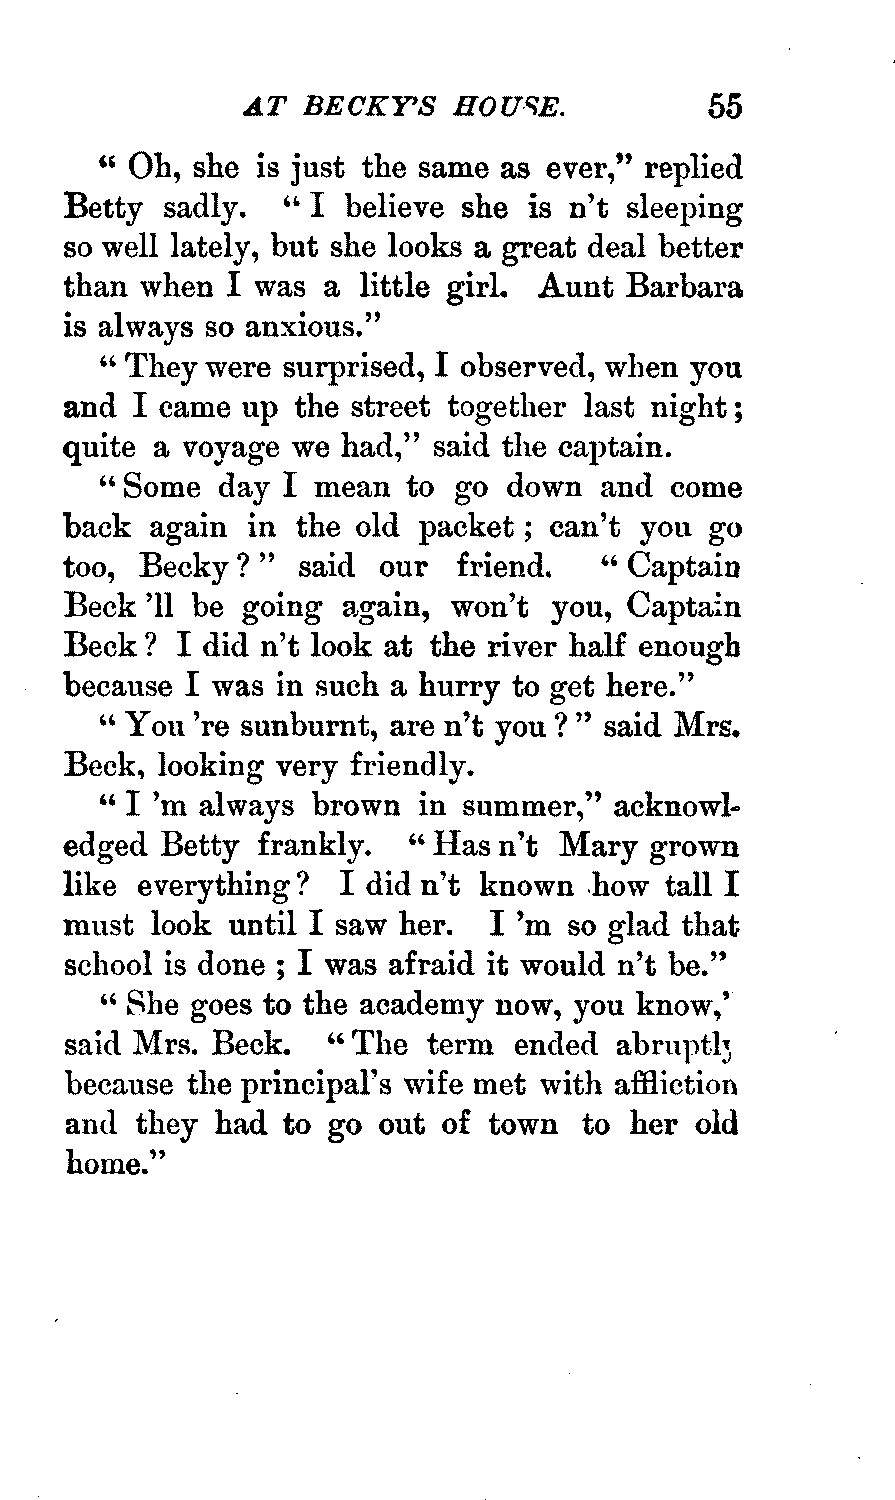 AT BECKY'S HOUSE. 55
“ Oh, she is just the same as ever,” replied
Betty sadly. “ I believe she is n't sleeping
so well lately, but she looks a great deal better
than when I was a little girl. Aunt Barbara
is always so anxious.”
“ They were surprised, I observed, when you
and I came up the street together last night ;
quite a voyage we had,” said the captain.
“ Some day I mean to go down and come
back again in the old packet ; can't you go
too, Becky ? ” said our friend. “ Captain
Beck 'll be going again, won't you, Captain
Beck ? I did n't look at the river half enough
because I was in such a hurry to get here.”
“ You 're sunburnt, are n't you ? ” said Mrs.
Beck, looking very friendly.
“ I 'm always brown in summer,” acknowl-
edged Betty frankly. “ Has n't Mary grown
like everything ? I did n't known how tall I
must look until I saw her. I 'm so glad that
school is done ; I was afraid it would n't be.”
“ She goes to the academy now, you know,'
said Mrs. Beck. “ The term ended abruptly
because the principal's wife met with affliction
and they had to go out of town to her old
home.”